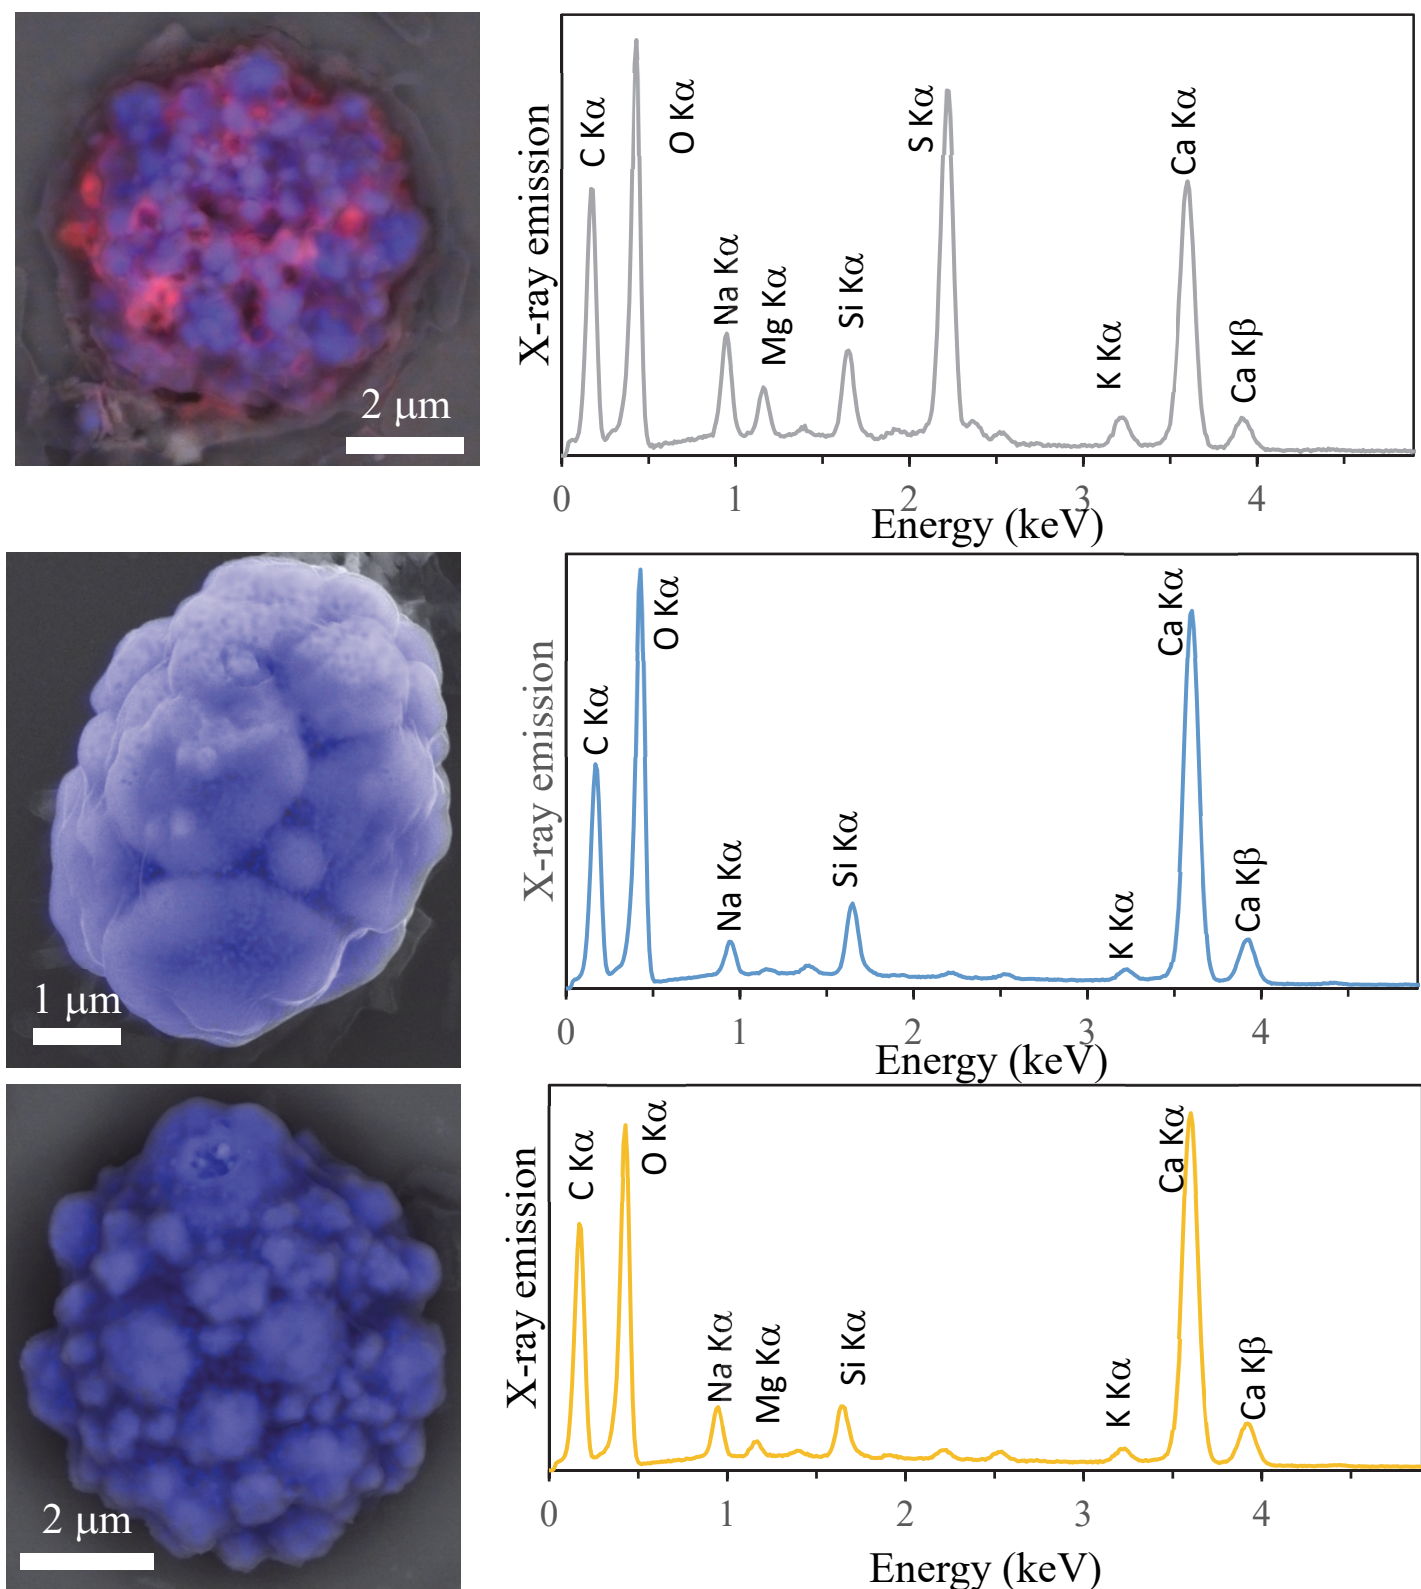 2 μm
X-ray emission
C Kα
O Kα
Na Kα
Mg Kα
Si Kα
S Kα
K Kα
Ca Kα
Ca Kβ
0 1 2 3 4
Energy (keV)
1 μm
X-ray emission
C Kα
O Kα
Na Kα
Si Kα
K Kα
Ca Kα
Ca Kβ
0 1 2 3 4
Energy (keV)
2 μm
X-ray emission
C Kα
O Kα
Na Kα
Mg Kα
Si Kα
K Kα
Ca Kα
Ca Kβ
0 1 2 3 4
Energy (keV)